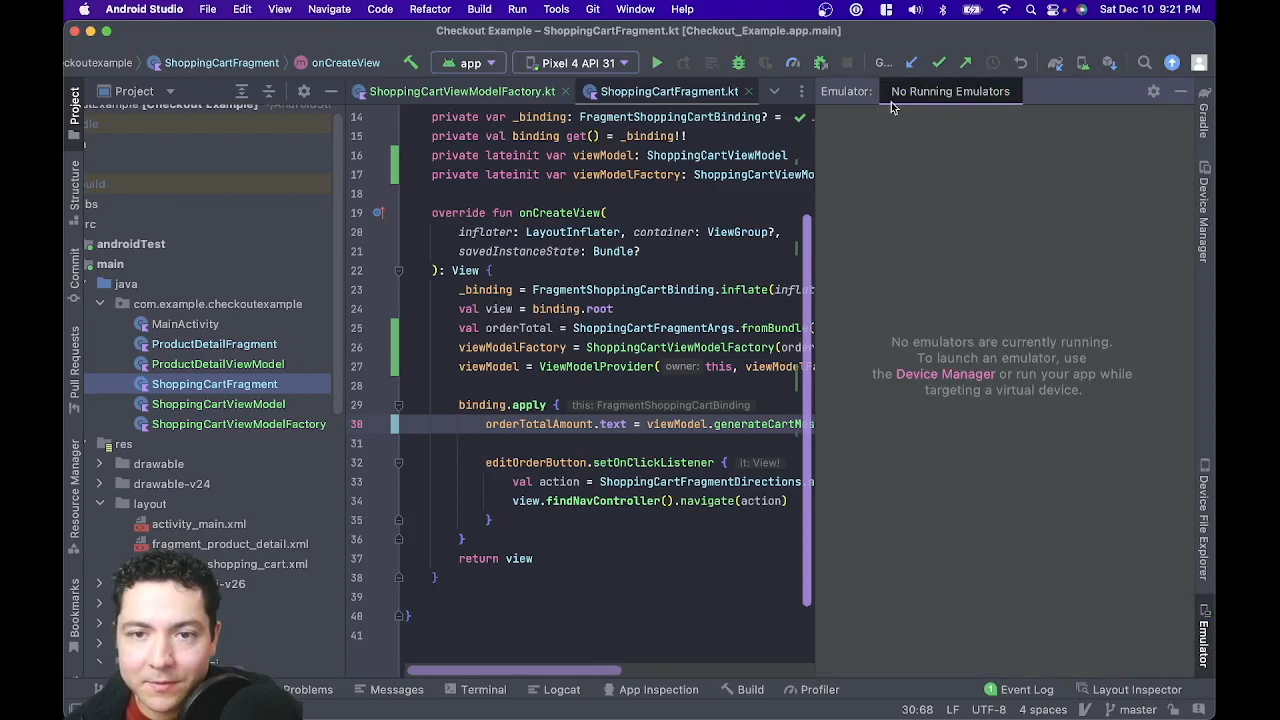 Android Studio File Edit View Navigate Code Refactor Build Run Tools Git Window Help Sat Dec 10 9:21 PM
Checkout Example – ShoppingCartFragment.kt [Checkout_Example.app.main]
ckoutexample ShoppingCartFragment onCreateView app Pixel 4 API 31 G...
Project ShoppingCartViewModelFactory.kt ShoppingCartFragment.kt Emulator: No Running Emulators
Project
Structure
Commit
Pull Requests
Resource Manager
Bookmarks
build
bs
rc
androidTest
main
java
com.example.checkoutexample
MainActivity
ProductDetailFragment
ProductDetailViewModel
ShoppingCartFragment
ShoppingCartViewModel
ShoppingCartViewModelFactory
res
drawable
drawable-v24
layout
activity_main.xml
fragment_product_detail.xml
shopping_cart.xml
-v26
14 private var _binding: FragmentShoppingCartBinding? =
15 private val binding get() = _binding!!
16 private lateinit var viewModel: ShoppingCartViewModel
17 private lateinit var viewModelFactory: ShoppingCartViewMo
18
19 override fun onCreateView(
20 inflater: LayoutInflater, container: ViewGroup?,
21 savedInstanceState: Bundle?
22 ): View {
23 _binding = FragmentShoppingCartBinding.inflate(inflat
24 val view = binding.root
25 val orderTotal = ShoppingCartFragmentArgs.fromBundle(
26 viewModelFactory = ShoppingCartViewModelFactory(order
27 viewModel = ViewModelProvider( owner: this, viewModelFa
28
29 binding.apply { this: FragmentShoppingCartBinding
30 orderTotalAmount.text = viewModel.generateCartMes
31
32 editOrderButton.setOnClickListener { it: View!
33 val action = ShoppingCartFragmentDirections.a
34 view.findNavController().navigate(action)
35 }
36 }
37 return view
38 }
39
40 }
41
No emulators are currently running.
To launch an emulator, use
the Device Manager or run your app while
targeting a virtual device.
Gradle
Device Manager
Device File Explorer
Emulator
Problems Messages Terminal Logcat App Inspection Build Profiler 1 Event Log Layout Inspector
30:68 LF UTF-8 4 spaces master